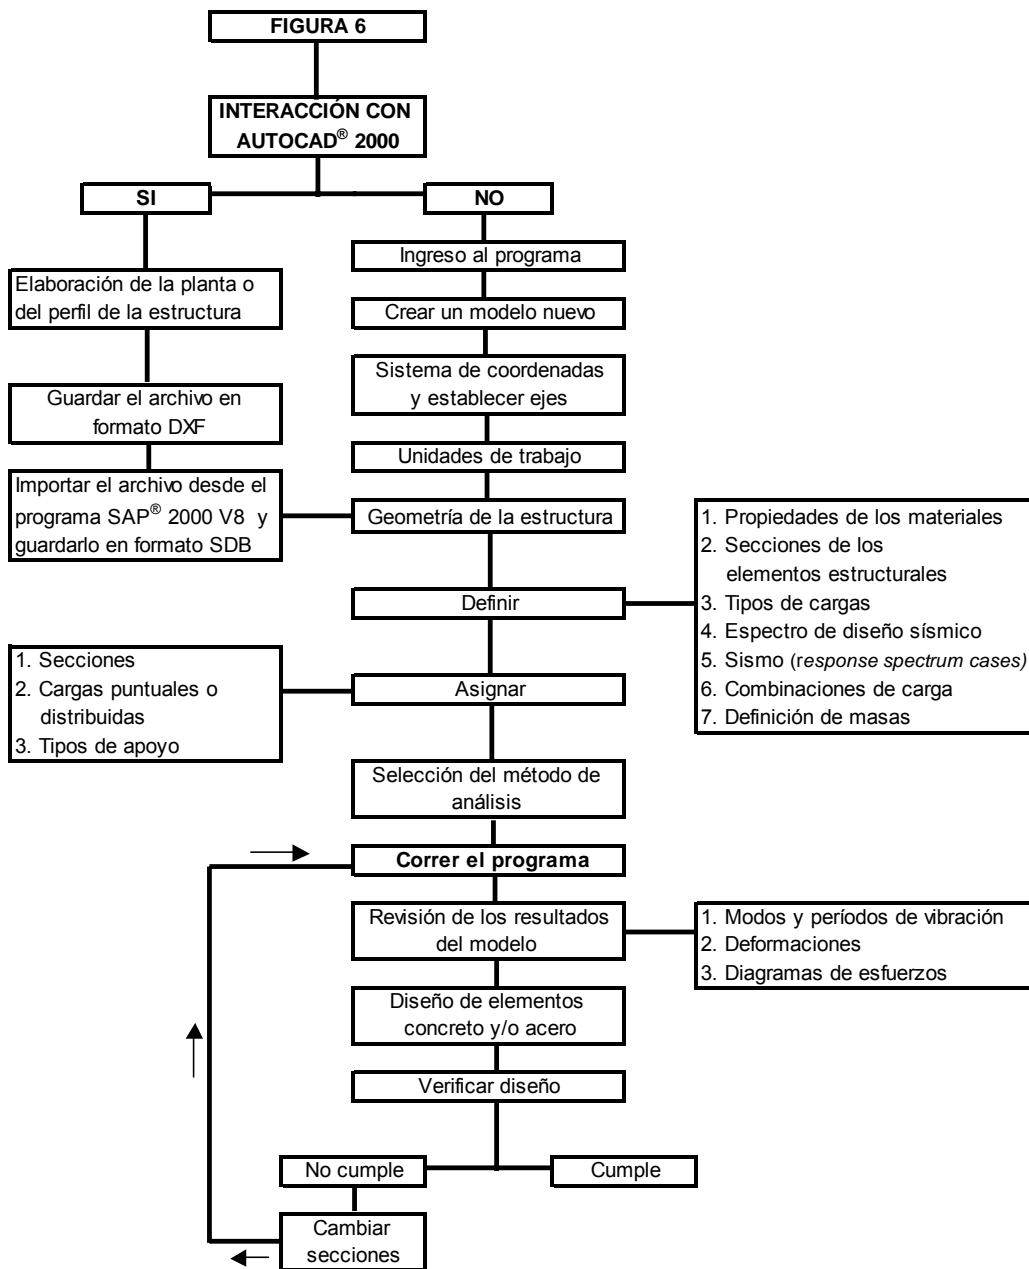 FIGURA 6
INTERACCIÓN CON
AUTOCAD® 2000
SI
NO
Ingreso al programa
Elaboración de la planta o
del perfil de la estructura
Crear un modelo nuevo
Sistema de coordenadas
y establecer ejes
Guardar el archivo en
formato DXF
Unidades de trabajo
Importar el archivo desde el
programa SAP® 2000 V8 y
guardarlo en formato SDB
Geometría de la estructura
Definir
1. Propiedades de los materiales
2. Secciones de los
elementos estructurales
3. Tipos de cargas
4. Espectro de diseño sísmico
5. Sismo (response spectrum cases)
6. Combinaciones de carga
7. Definición de masas
1. Secciones
2. Cargas puntuales o
distribuidas
3. Tipos de apoyo
Asignar
Selección del método de
análisis
Correr el programa
Revisión de los resultados
del modelo
1. Modos y períodos de vibración
2. Deformaciones
3. Diagramas de esfuerzos
Diseño de elementos
concreto y/o acero
Verificar diseño
No cumple
Cumple
Cambiar
secciones